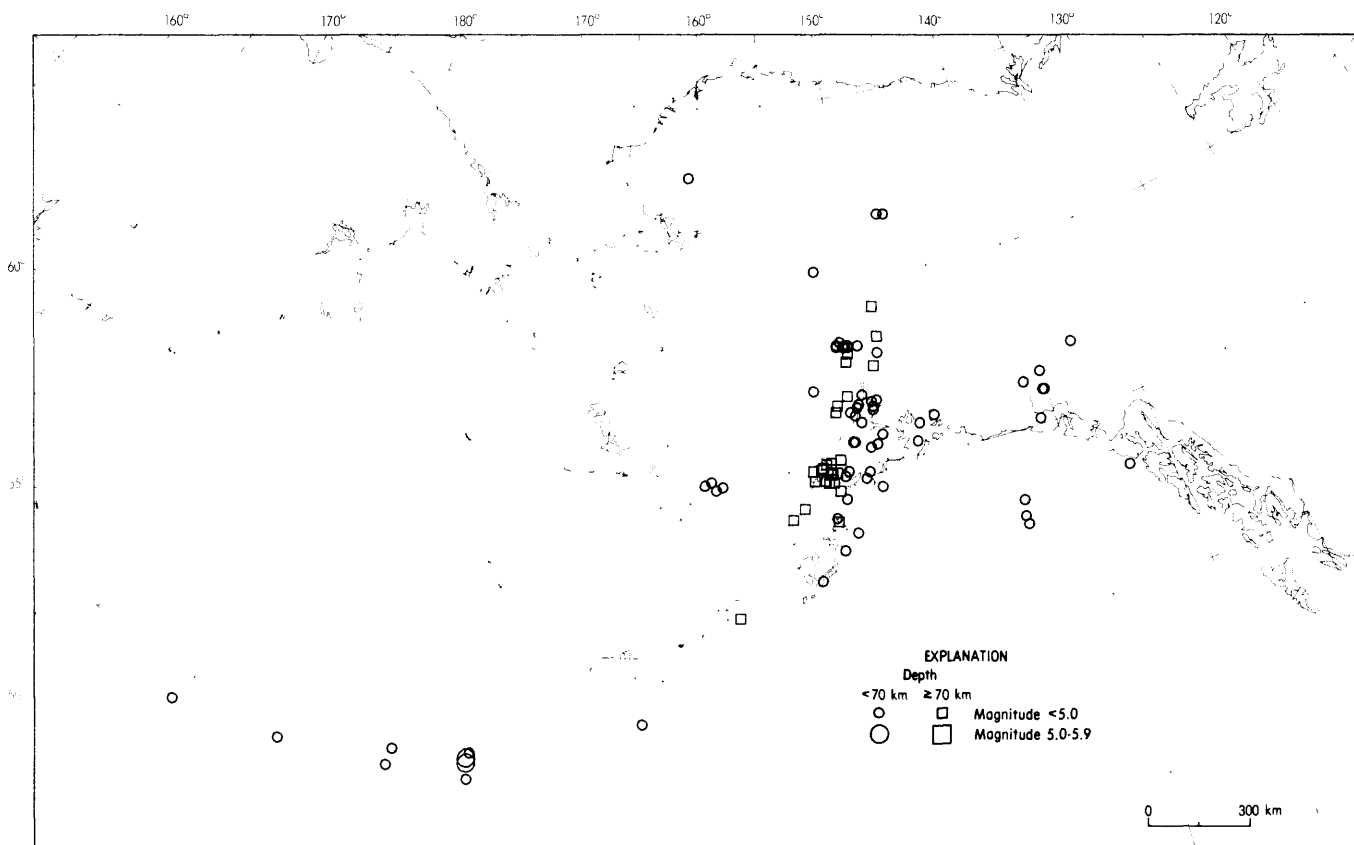 160° 170° 180° 170° 160° 150° 140° 130° 120°
60°
EXPLANATION
Depth
<70 km ≥70 km
Magnitude <5.0
Magnitude 5.0-5.9
0 300 km